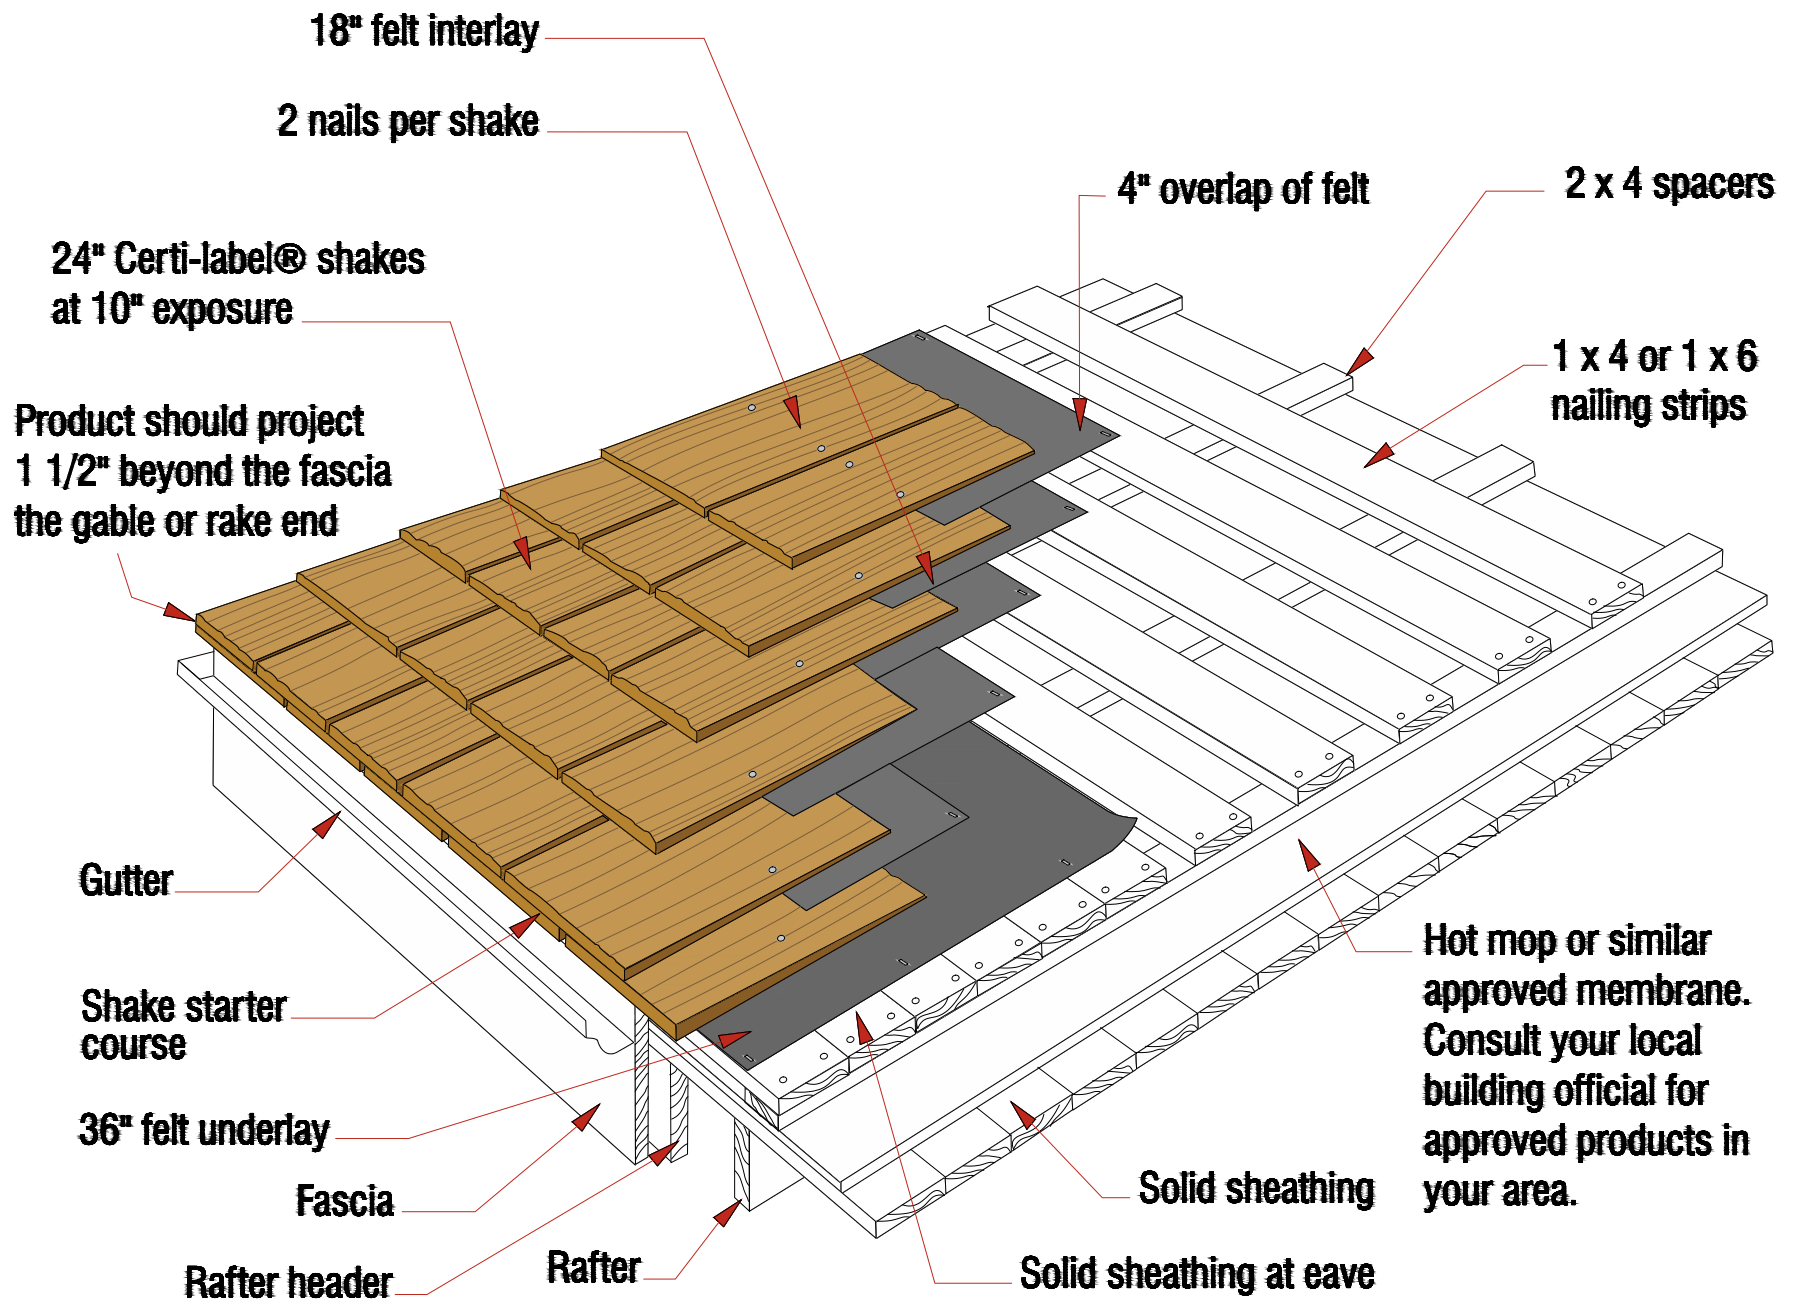 18" felt interlay
2 nails per shake
4" overlap of felt
2 x 4 spacers
24" Certi-label® shakes
at 10" exposure
1 x 4 or 1 x 6
nailing strips
Product should project
1 1/2" beyond the fascia
the gable or rake end
Gutter
Shake starter
course
36" felt underlay
Fascia
Rafter header
Rafter
Hot mop or similar
approved membrane.
Consult your local
building official for
approved products in
your area.
Solid sheathing
Solid sheathing at eave